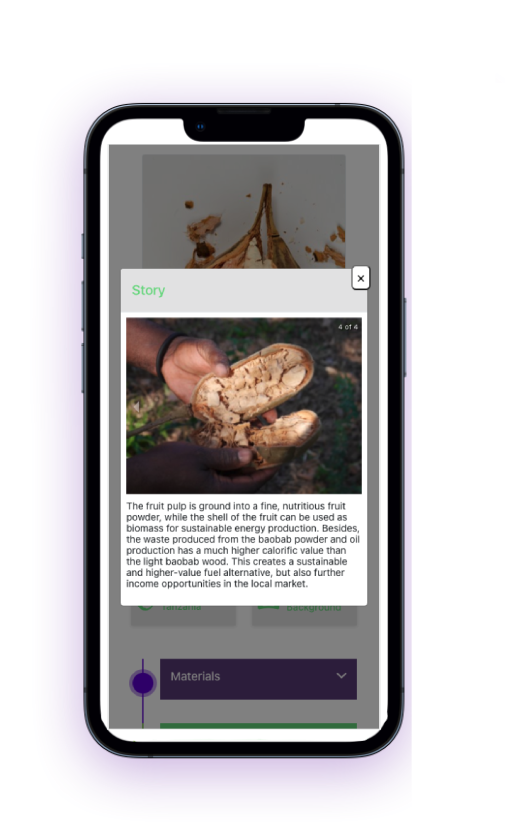 ×
Story
4 of 4
The fruit pulp is ground into a fine, nutritious fruit
powder, while the shell of the fruit can be used as
biomass for sustainable energy production. Besides,
the waste produced from the baobab powder and oil
production has a much higher calorific value than
the light baobab wood. This creates a sustainable
and higher-value fuel alternative, but also further
income opportunities in the local market.
Tanzania
Background
Materials